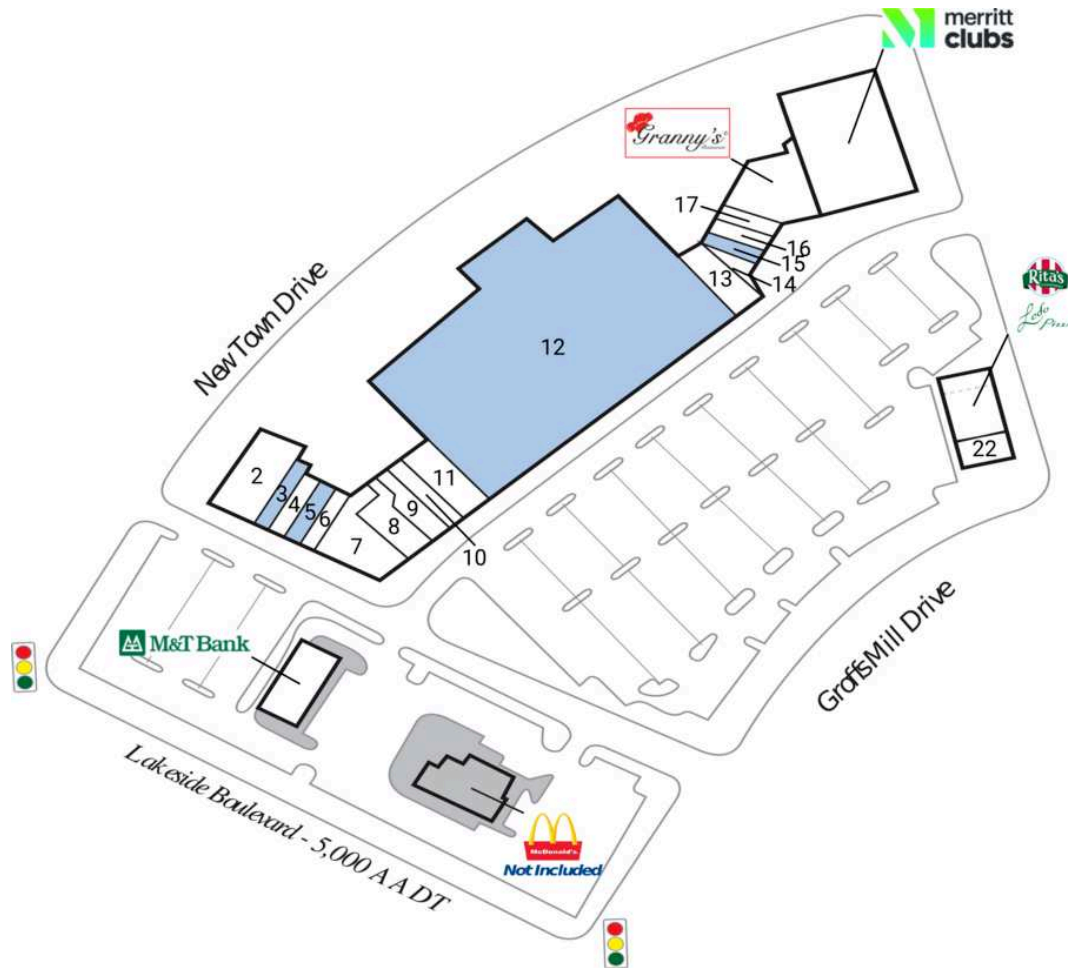 merritt
clubs
Granny's
17
16
15
14
13
Rita's
New Town Drive
12
22
2
3
4
5
6
7
8
9
10
11
M&T Bank
Groffs Mill Drive
Lakeside Boulevard - 5,000 AADT
McDonald's
Not Included